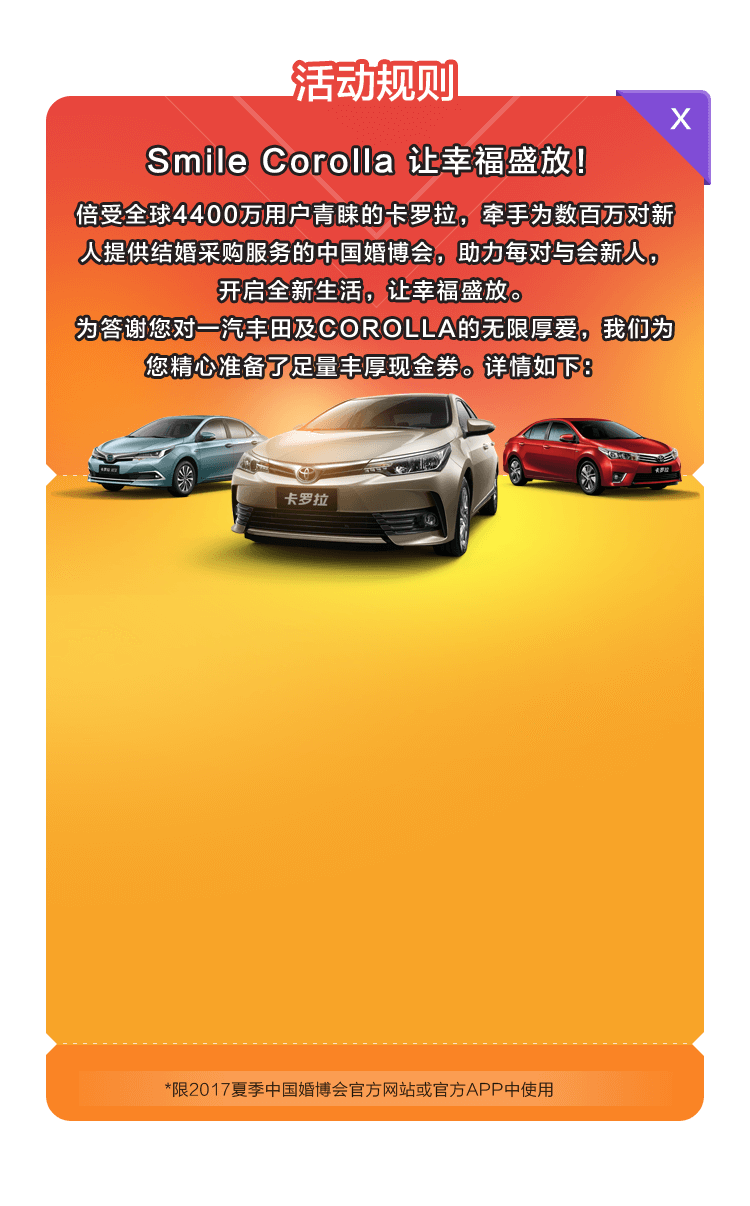 活动规则
X
Smile Corolla 让幸福盛放!
倍受全球4400万用户青睐的卡罗拉，牵手为数百万对新
人提供结婚采购服务的中国婚博会，助力每对与会新人，
开启全新生活，让幸福盛放。
为答谢您对一汽丰田及COROLLA的无限厚爱，我们为
您精心准备了足量丰厚现金券。详情如下：
卡罗拉
卡罗拉
*限2017夏季中国婚博会官方网站或官方APP中使用